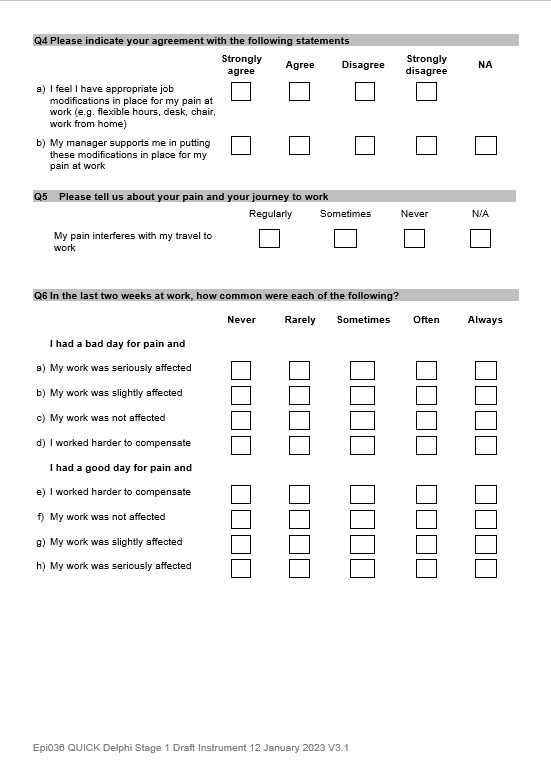 Q4 Please indicate your agreement with the following statements
Strongly agree Agree Disagree Strongly disagree NA
a) I feel I have appropriate job
modifications in place for my pain at
work (e.g. flexible hours, desk, chair,
work from home)
b) My manager supports me in putting
these modifications in place for my
pain at work
Q5 Please tell us about your pain and your journey to work
Regularly Sometimes Never N/A
My pain interferes with my travel to
work
Q6 In the last two weeks at work, how common were each of the following?
Never Rarely Sometimes Often Always
I had a bad day for pain and
a) My work was seriously affected
b) My work was slightly affected
c) My work was not affected
d) I worked harder to compensate
I had a good day for pain and
e) I worked harder to compensate
f) My work was not affected
g) My work was slightly affected
h) My work was seriously affected
Epi036 QUICK Delphi Stage 1 Draft Instrument 12 January 2023 V3.1